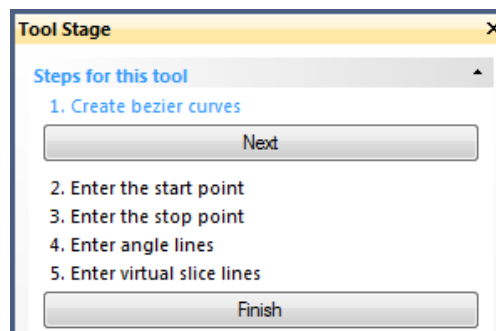 Tool Stage
Steps for this tool
1. Create bezier curves
Next
2. Enter the start point
3. Enter the stop point
4. Enter angle lines
5. Enter virtual slice lines
Finish